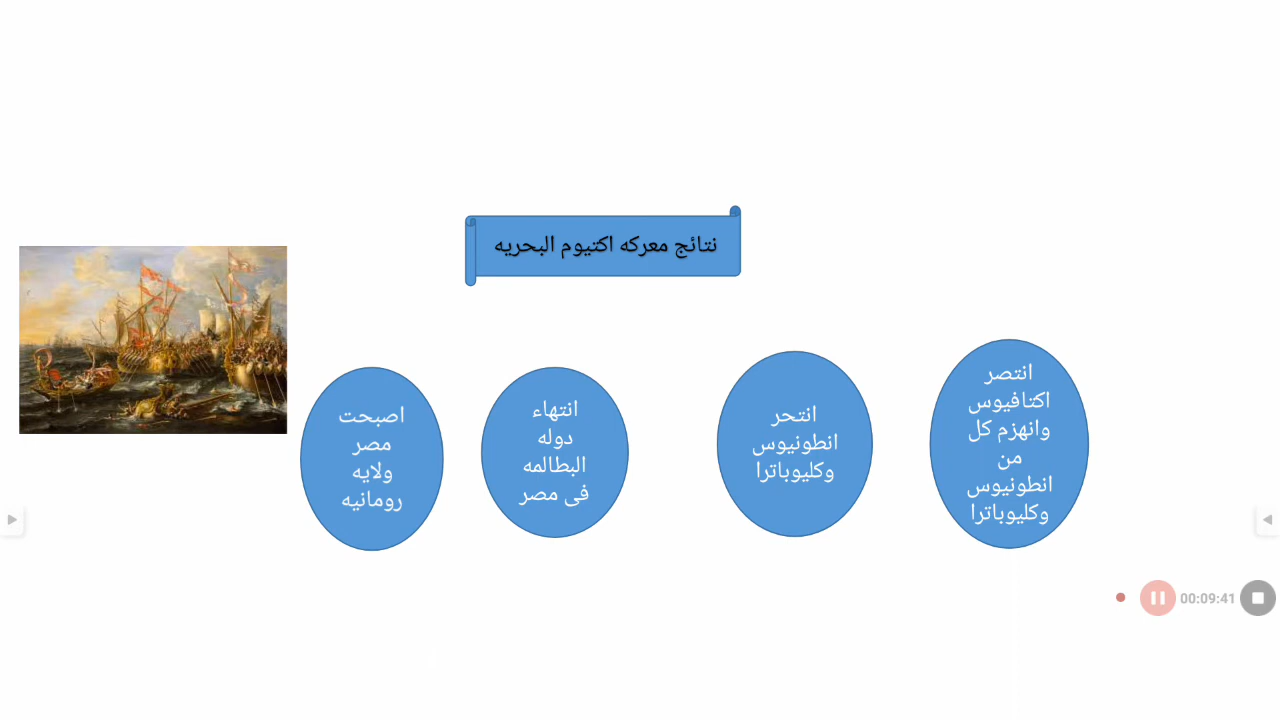 نتائج معركه اكتيوم البحريه
انتصر
اكتافيوس
وانهزم كل
من
انطونيوس
وكليوباترا
انتحر
انطونيوس
وكليوباترا
انتهاء
دوله
البطالمه
فى مصر
اصبحت
مصر
ولايه
رومانيه
00:09:41